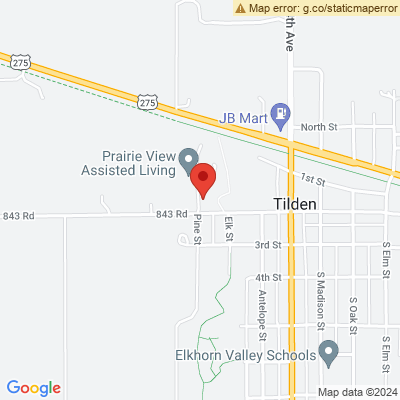 Map error: g.co/staticmaperror
275
275
4th Ave
JB Mart
North St
Prairie View
Assisted Living
1st St
843 Rd
843 Rd
Pine St
Elk St
Tilden
3rd St
S Elm St
4th St
Antelope St
S Madison St
S Oak St
S Elm St
Elkhorn Valley Schools
Google
Map data ©2024